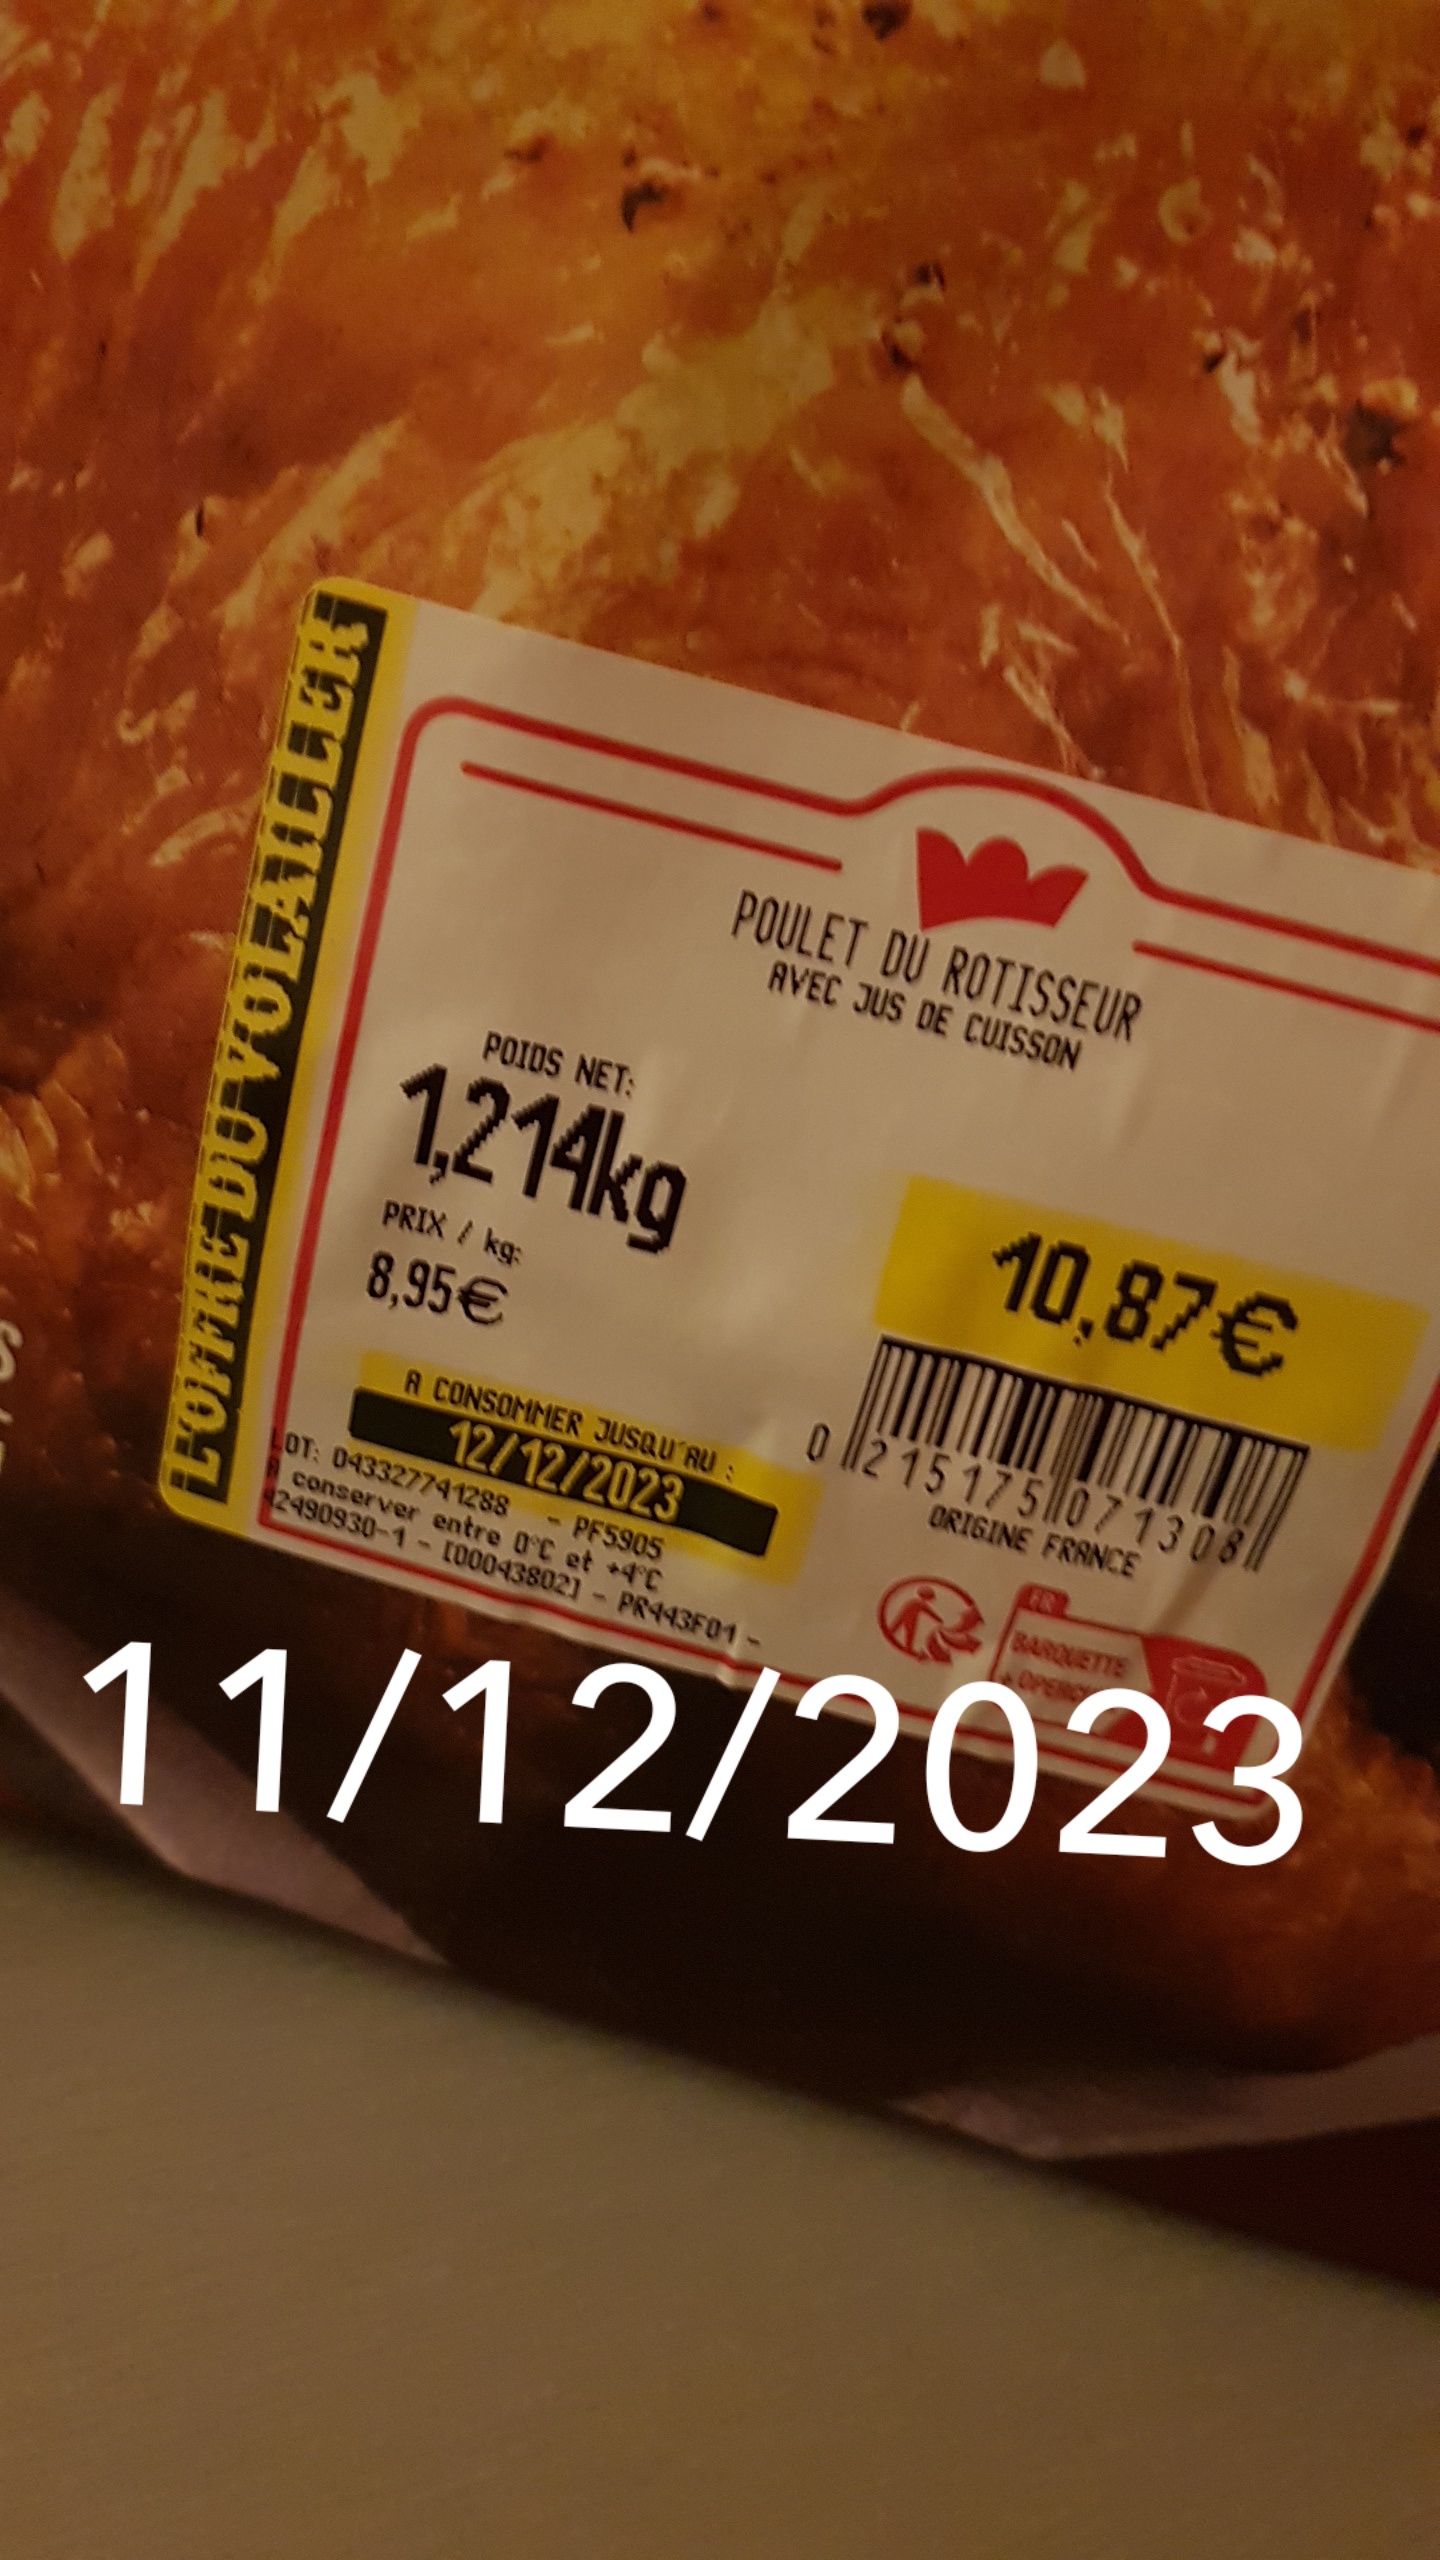 L'OFFRE DU VOLAILLER
POULET DU ROTISSEUR
AVEC JUS DE CUISSON
POIDS NET:
1,214kg
PRIX / kg:
8,95€
10,87€
A CONSOMMER JUSQU'AU :
12/12/2023
LOT: D43327741288 - PF5905
A conserver entre 0°C et +4°C
42490930-1 - [00043802] - PR443F01 -
0 215175 071308
ORIGINE FRANCE
FR
BARQUETTE
11/12/2023